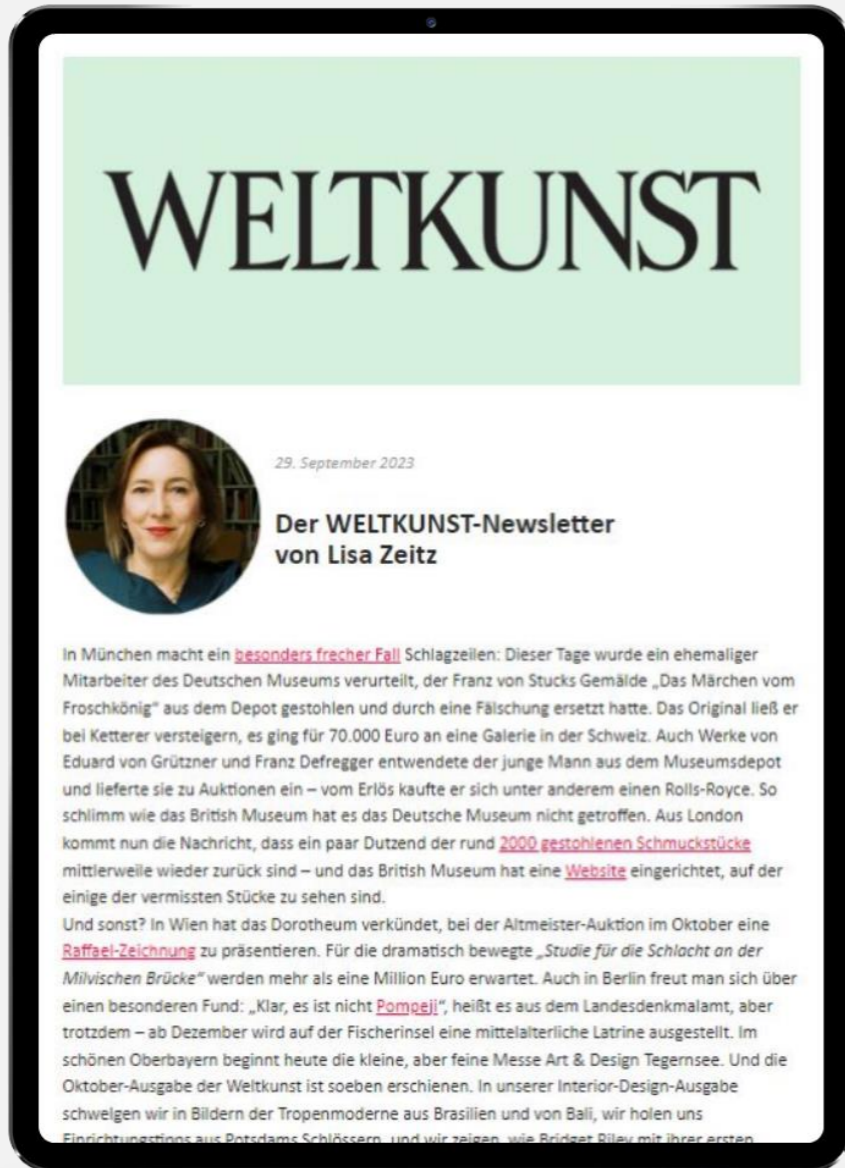 WELTKUNST
29. September 2023
Der WELTKUNST-Newsletter
von Lisa Zeitz
In München macht ein besonders frecher Fall Schlagzeilen: Dieser Tage wurde ein ehemaliger
Mitarbeiter des Deutschen Museums verurteilt, der Franz von Stucks Gemälde „Das Märchen vom
Froschkönig“ aus dem Depot gestohlen und durch eine Fälschung ersetzt hatte. Das Original ließ er
bei Ketterer versteigern, es ging für 70.000 Euro an eine Galerie in der Schweiz. Auch Werke von
Eduard von Grützner und Franz Defregger entwendete der junge Mann aus dem Museumsdepot
und lieferte sie zu Auktionen ein – vom Erlös kaufte er sich unter anderem einen Rolls-Royce. So
schlimm wie das British Museum hat es das Deutsche Museum nicht getroffen. Aus London
kommt nun die Nachricht, dass ein paar Dutzend der rund 2000 gestohlenen Schmuckstücke
mittlerweile wieder zurück sind – und das British Museum hat eine Website eingerichtet, auf der
einige der vermissten Stücke zu sehen sind.
Und sonst? In Wien hat das Dorotheum verkündet, bei der Altmeister-Auktion im Oktober eine
Raffael-Zeichnung zu präsentieren. Für die dramatisch bewegte „Studie für die Schlacht an der
Milvischen Brücke“ werden mehr als eine Million Euro erwartet. Auch in Berlin freut man sich über
einen besonderen Fund: „Klar, es ist nicht Pompeji“, heißt es aus dem Landesdenkmalamt, aber
trotzdem – ab Dezember wird auf der Fischerinsel eine mittelalterliche Latrine ausgestellt. Im
schönen Oberbayern beginnt heute die kleine, aber feine Messe Art & Design Tegernsee. Und die
Oktober-Ausgabe der Weltkunst ist soeben erschienen. In unserer Interior-Design-Ausgabe
schwelgen wir in Bildern der Tropenmoderne aus Brasilien und von Bali, wir holen uns
Einrichtungstipps aus Potsdams Schlössern, und wir zeigen, wie Bridget Riley mit ihrer ersten